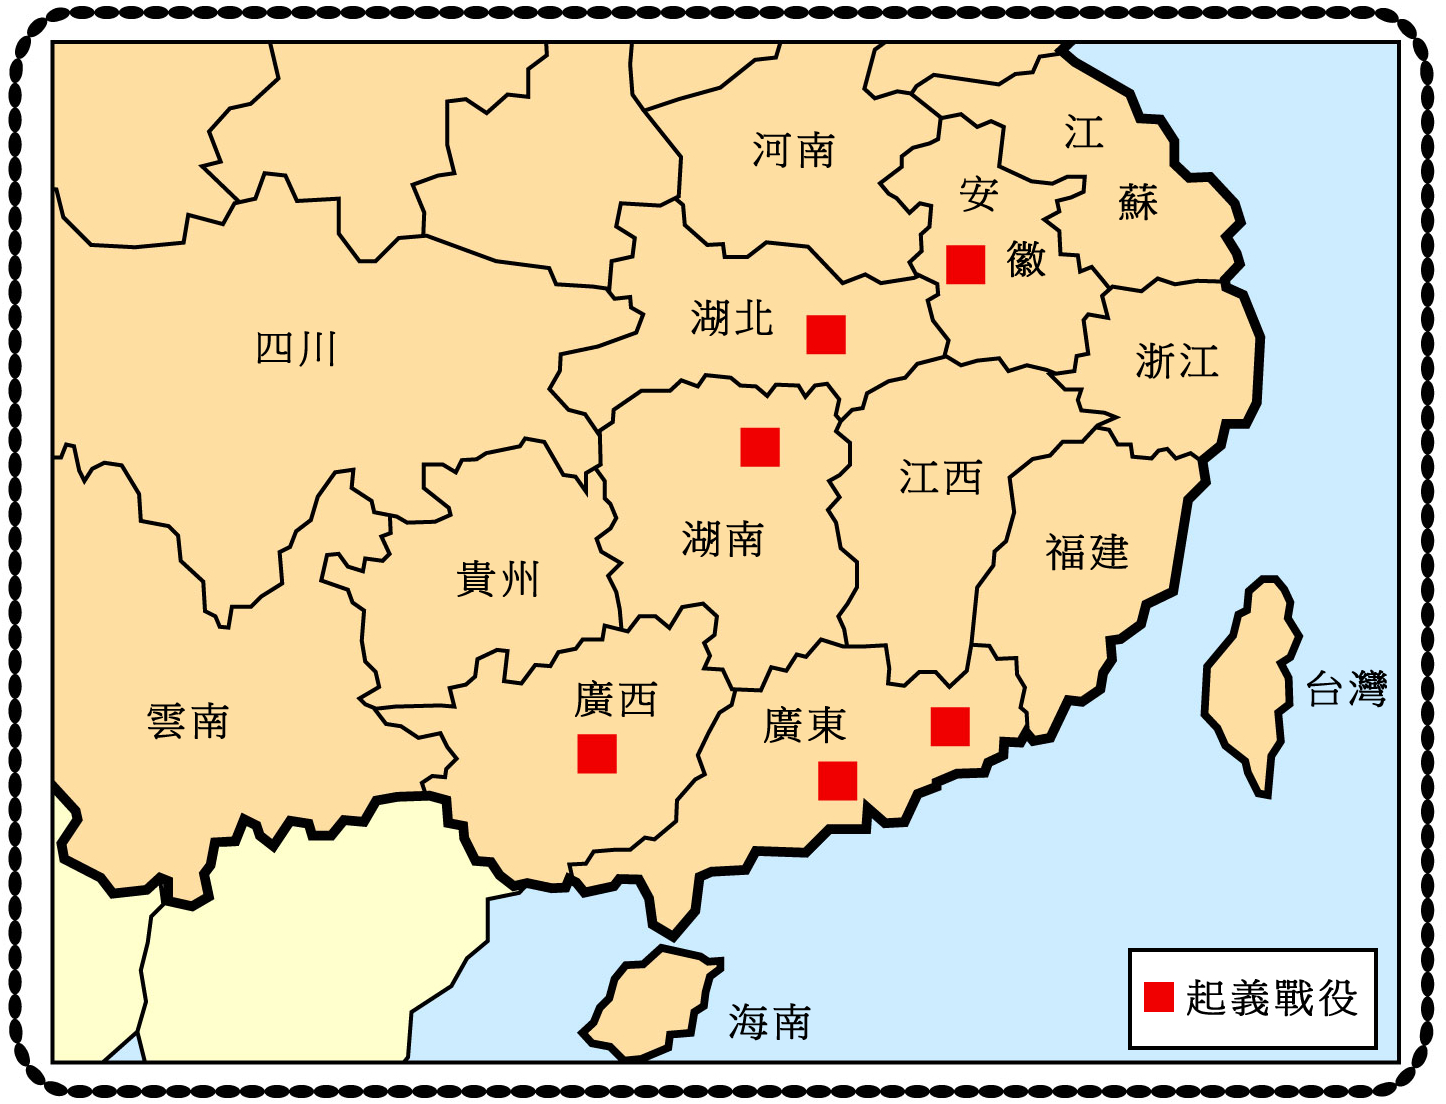 河南
江
蘇
安
徽
湖北
四川
浙江
江西
湖南
福建
貴州
台灣
廣西
雲南
廣東
起義戰役
海南